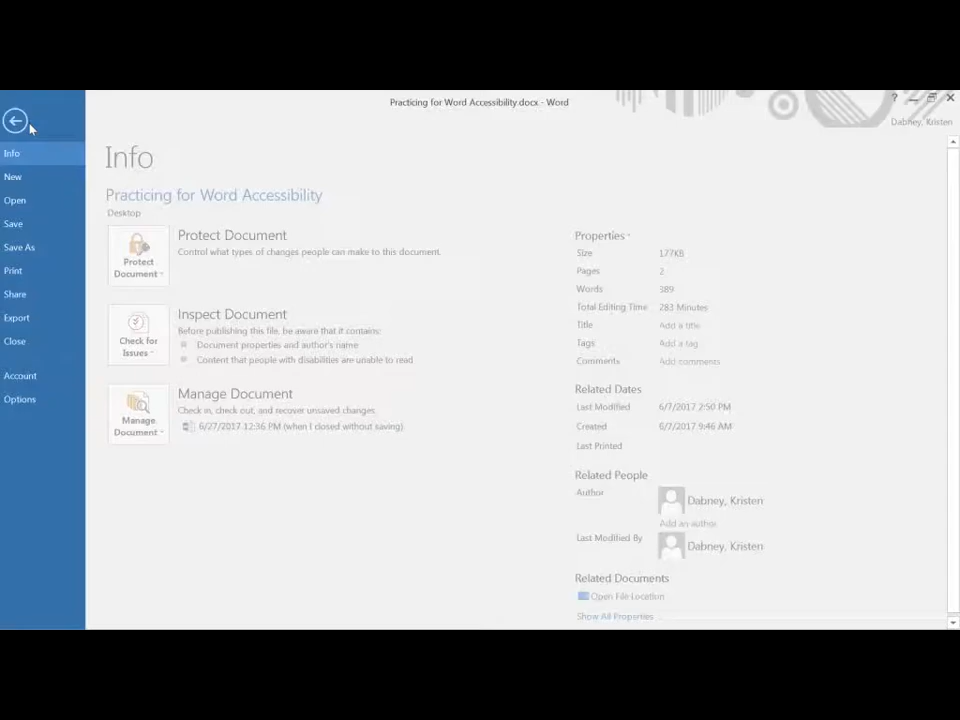 Practicing for Word Accessibility.docx - Word
?
Dabney, Kristen
Info
New
Open
Save
Save As
Print
Share
Export
Close
Account
Options
Info
Practicing for Word Accessibility
Desktop
Protect Document
Protect Document
Control what types of changes people can make to this document.
Check for Issues
Inspect Document
Before publishing this file, be aware that it contains:
Document properties and author's name
Content that people with disabilities are unable to read
Manage Document
Manage Document
Check in, check out, and recover unsaved changes.
6/27/2017 12:36 PM (when I closed without saving)
Properties
Size 177KB
Pages 2
Words 389
Total Editing Time 283 Minutes
Title Add a title
Tags Add a tag
Comments Add comments
Related Dates
Last Modified 6/7/2017 2:50 PM
Created 6/7/2017 9:46 AM
Last Printed
Related People
Author Dabney, Kristen
Add an author
Last Modified By Dabney, Kristen
Related Documents
Open File Location
Show All Properties